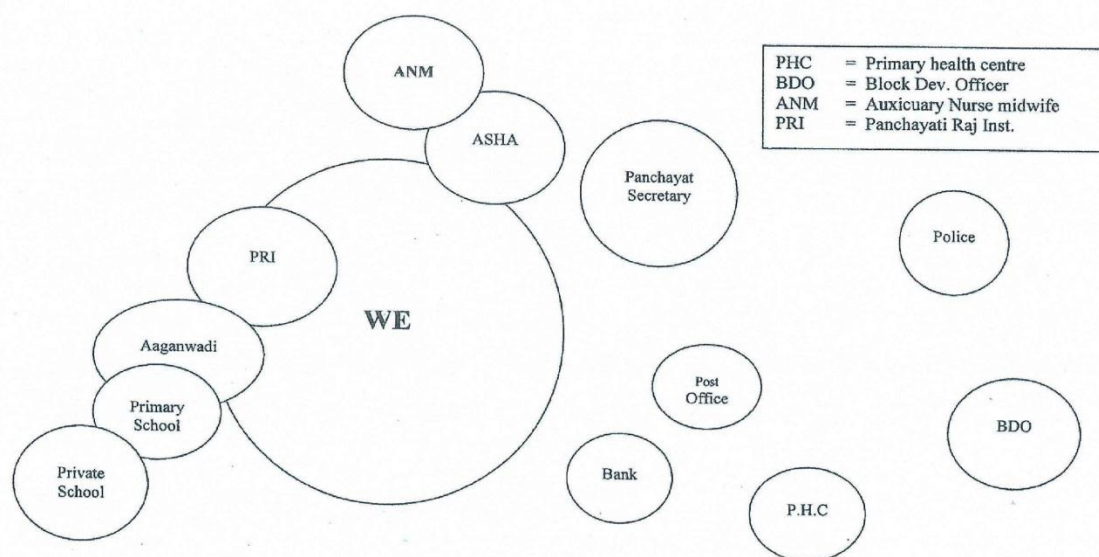 ANM
PHC = Primary health centre
BDO = Block Dev. Officer
ANM = Auxicuary Nurse midwife
PRI = Panchayati Raj Inst.
ASHA
Panchayat
Secretary
Police
PRI
WE
Aaganwadi
Post
Office
Primary
School
BDO
Private
School
Bank
P.H.C